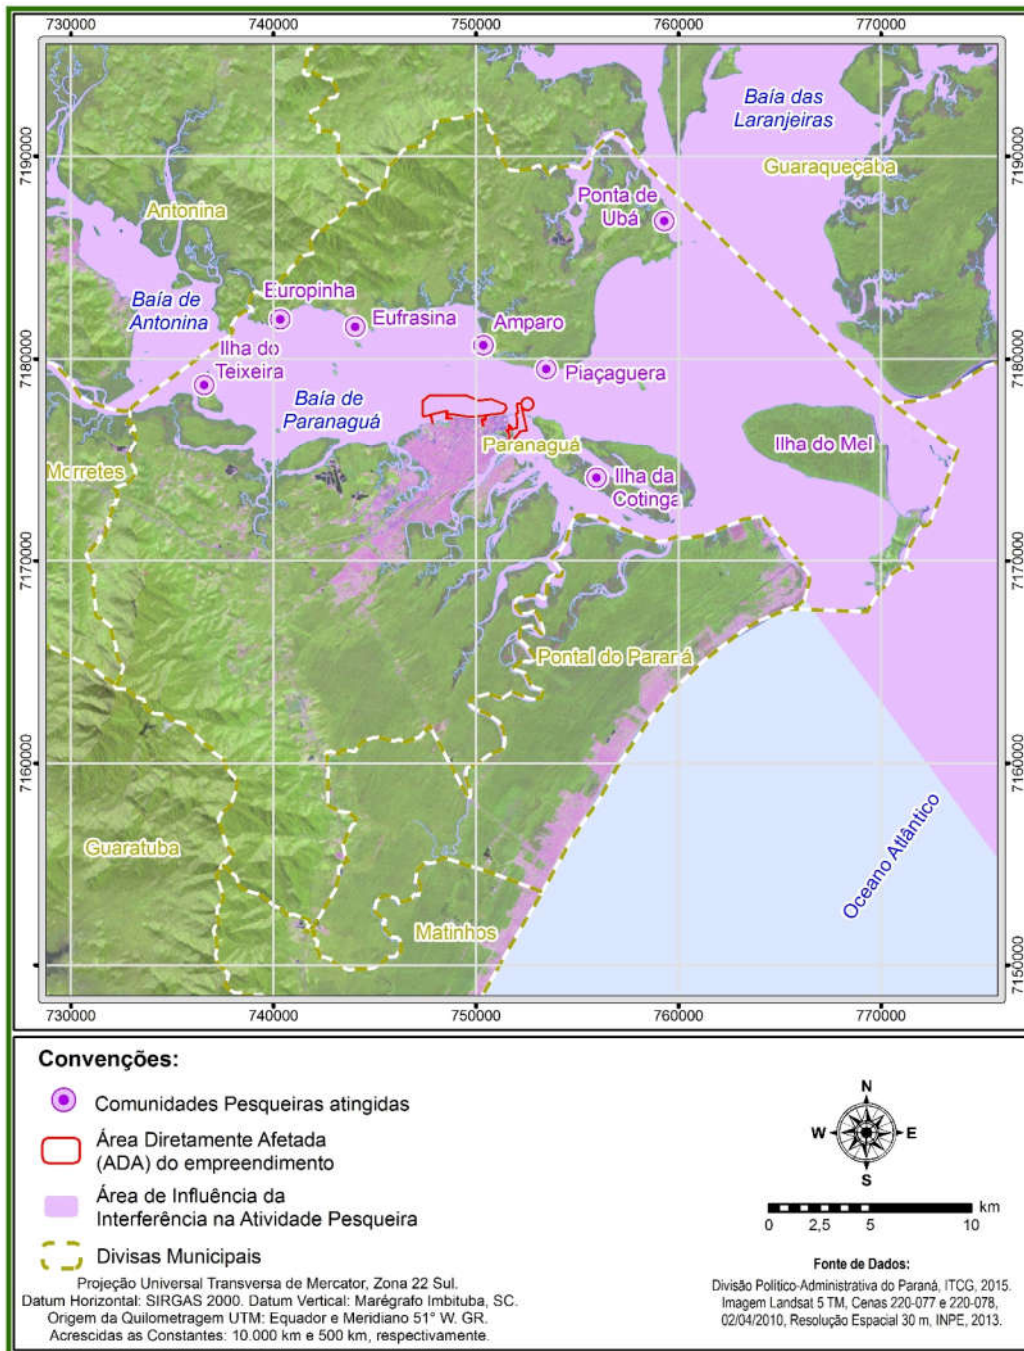 730000
740000
750000
760000
770000
7190000
7190000
Baía das
Laranjeiras
Guaraqueçaba
Ponta de
Ubá
Antonina
Europinha
Baía de
Antonina
Eufrasina
Amparo
Ilha do
Teixeira
Piaçaguera
7180000
7180000
Baía de
Paranaguá
Paranaguá
Ilha do Mel
Morretes
Ilha da
Cotinga
7170000
7170000
Pontal do Paraná
7160000
7160000
Guaratuba
Oceano Atlântico
Matinhos
7150000
7150000
730000
740000
750000
760000
770000
Convenções:
Comunidades Pesqueiras atingidas
Área Diretamente Afetada
(ADA) do empreendimento
Área de Influência da
Interferência na Atividade Pesqueira
Divisas Municipais
Projeção Universal Transversa de Mercator, Zona 22 Sul.
Datum Horizontal: SIRGAS 2000. Datum Vertical: Marégrafo Imbituba, SC.
Origem da Quilometragem UTM: Equador e Meridiano 51° W. GR.
Acrescidas as Constantes: 10.000 km e 500 km, respectivamente.
N
W
E
S
km
0
2,5
5
10
Fonte de Dados:
Divisão Político-Administrativa do Paraná, ITCG, 2015.
Imagem Landsat 5 TM, Cenas 220-077 e 220-078,
02/04/2010, Resolução Espacial 30 m, INPE, 2013.